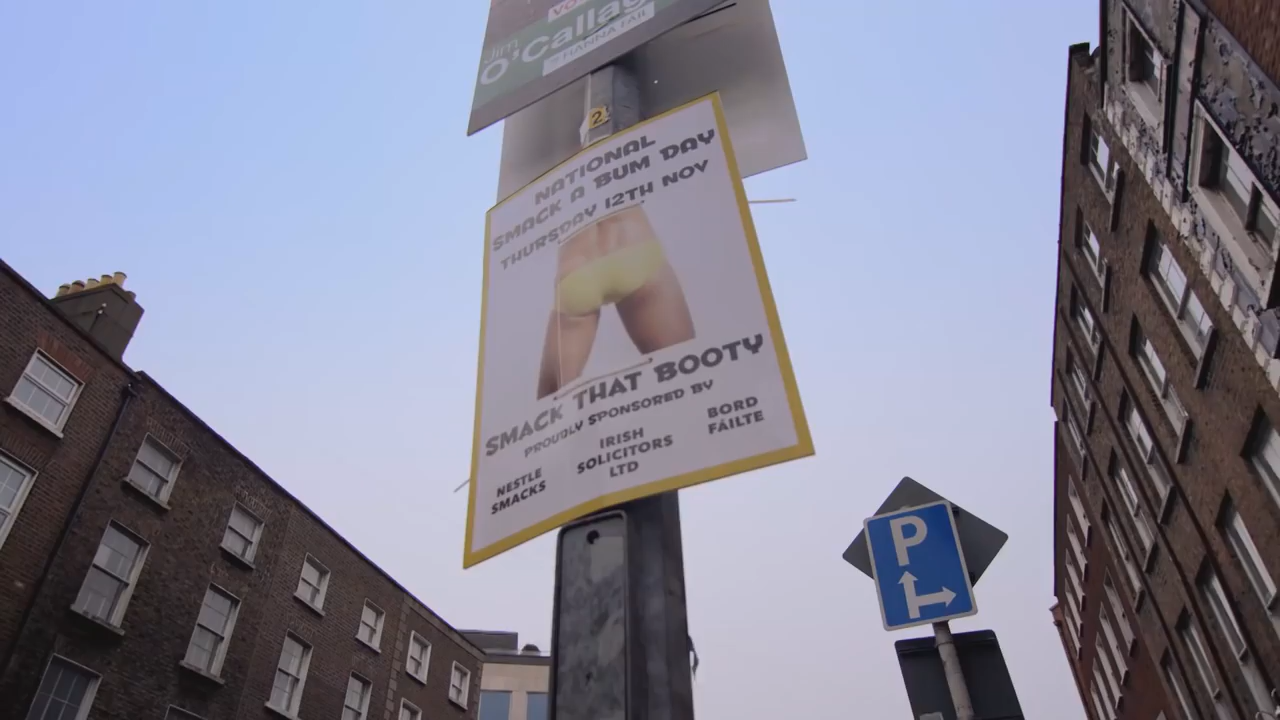 Jim
O'Callag
FIANNA FÁIL
2
NATIONAL
SMACK A BUM DAY
THURSDAY 12TH NOV
SMACK THAT BOOTY
PROUDLY SPONSORED BY
NESTLE
SMACKS
IRISH
SOLICITORS
LTD
BORD
FÁILTE
P